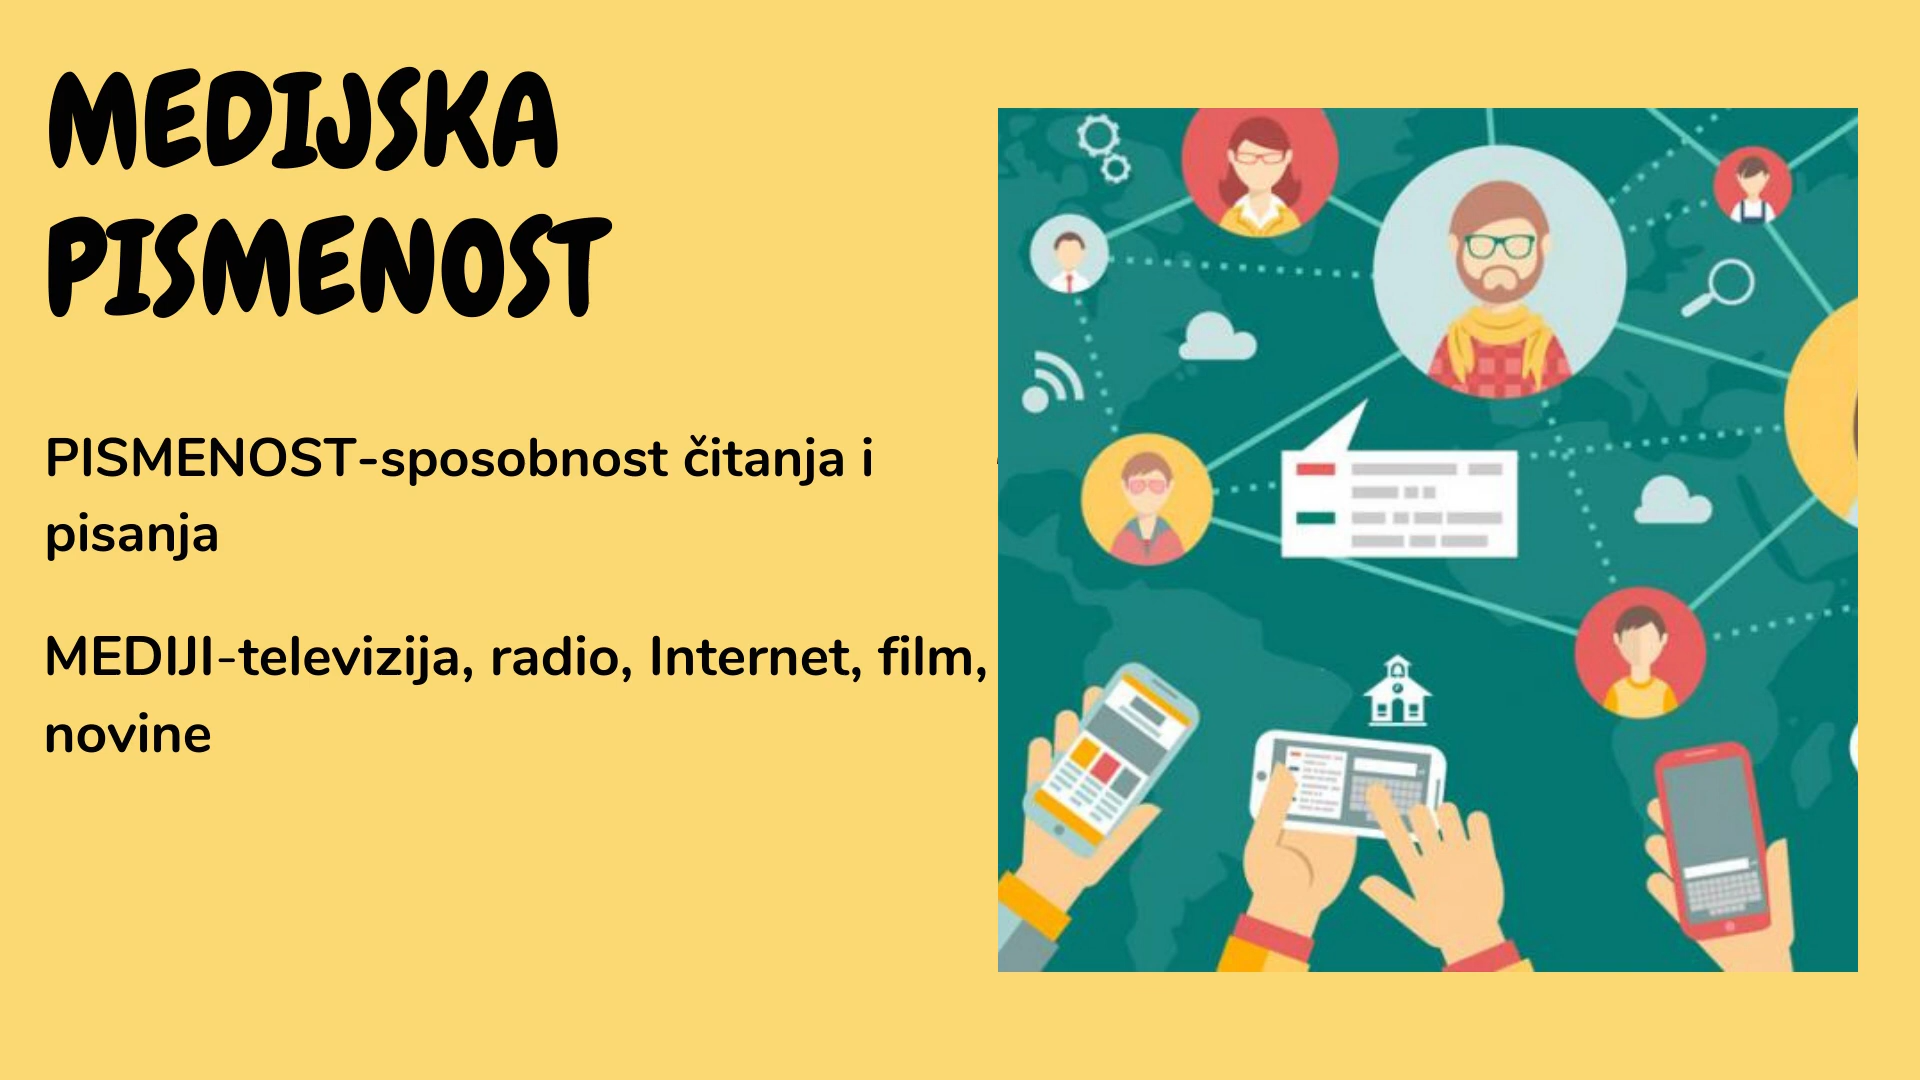 MEDIJSKA
PISMENOST
PISMENOST-sposobnost čitanja i
pisanja
MEDIJI-televizija, radio, Internet, film,
novine